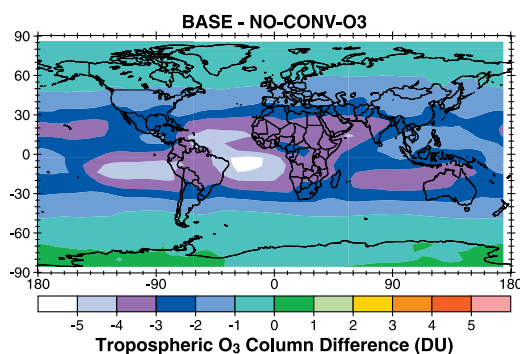 BASE - NO-CONV-O3
90
60
30
0
-30
-60
-90
180 -90 0 90 180
-5 -4 -3 -2 -1 0 1 2 3 4 5
Tropospheric O₃ Column Difference (DU)